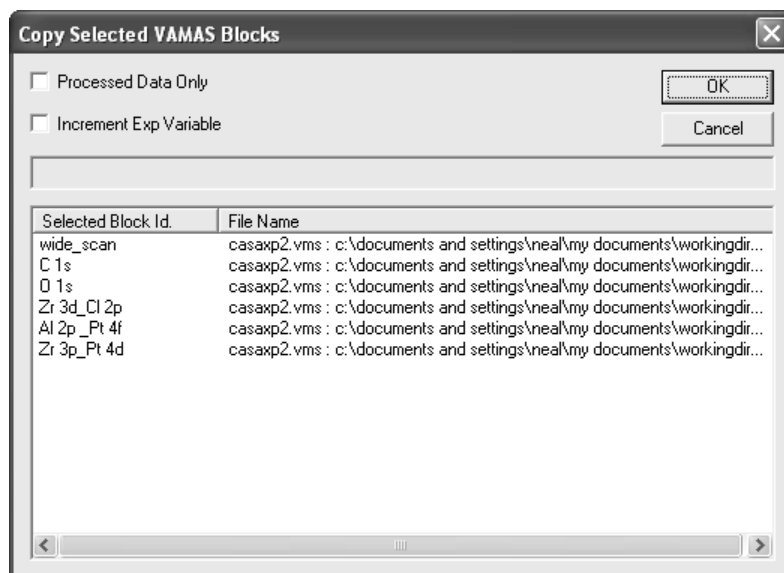 Copy Selected VAMAS Blocks
Processed Data Only
OK
Increment Exp Variable
Cancel
Selected Block Id. File Name
wide_scan casaxp2.vms : c:\documents and settings\neal\my documents\workingdir...
C 1s casaxp2.vms : c:\documents and settings\neal\my documents\workingdir...
O 1s casaxp2.vms : c:\documents and settings\neal\my documents\workingdir...
Zr 3d_Cl 2p casaxp2.vms : c:\documents and settings\neal\my documents\workingdir...
Al 2p _Pt 4f casaxp2.vms : c:\documents and settings\neal\my documents\workingdir...
Zr 3p_Pt 4d casaxp2.vms : c:\documents and settings\neal\my documents\workingdir...